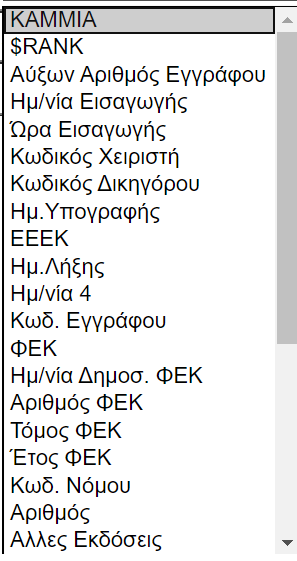 ΚΑΜΜΙΑ
$RANK
Αύξων Αριθμός Εγγράφου
Ημ/νία Εισαγωγής
Ώρα Εισαγωγής
Κωδικός Χειριστή
Κωδικός Δικηγόρου
Ημ.Υπογραφής
ΕΕΕΚ
Ημ.Λήξης
Ημ/νία 4
Κωδ. Εγγράφου
ΦΕΚ
Ημ/νία Δημοσ. ΦΕΚ
Αριθμός ΦΕΚ
Τόμος ΦΕΚ
Έτος ΦΕΚ
Κωδ. Νόμου
Αριθμός
Αλλες Εκδόσεις